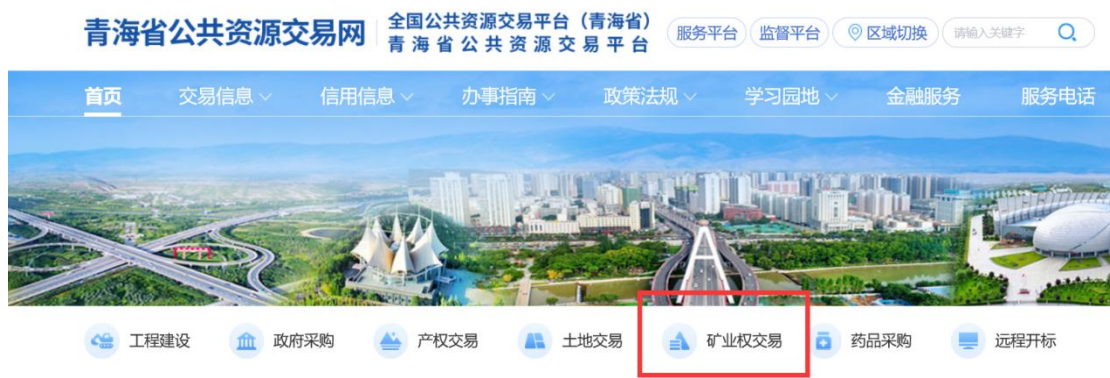 青海省公共资源交易网
全国公共资源交易平台（青海省）
青海省公共资源交易平台
服务平台 监督平台 区域切换 请输入关键字
首页 交易信息 信用信息 办事指南 政策法规 学习园地 金融服务 服务电话
工程建设 政府采购 产权交易 土地交易 矿业权交易 药品采购 远程开标